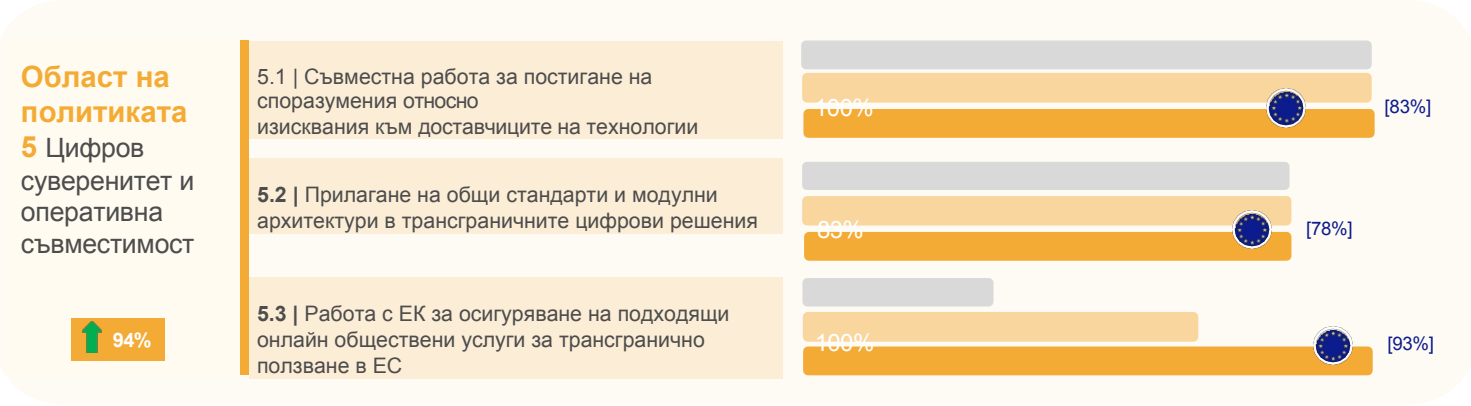 Област на
политиката
5 Цифров
суверенитет и
оперативна
съвместимост
94%
5.1 | Съвместна работа за постигане на
споразумения относно
изисквания към доставчиците на технологии
100%
[83%]
5.2 | Прилагане на общи стандарти и модулни
архитектури в трансграничните цифрови решения
83%
[78%]
5.3 | Работа с ЕК за осигуряване на подходящи
онлайн обществени услуги за трансгранично
ползване в ЕС
100%
[93%]